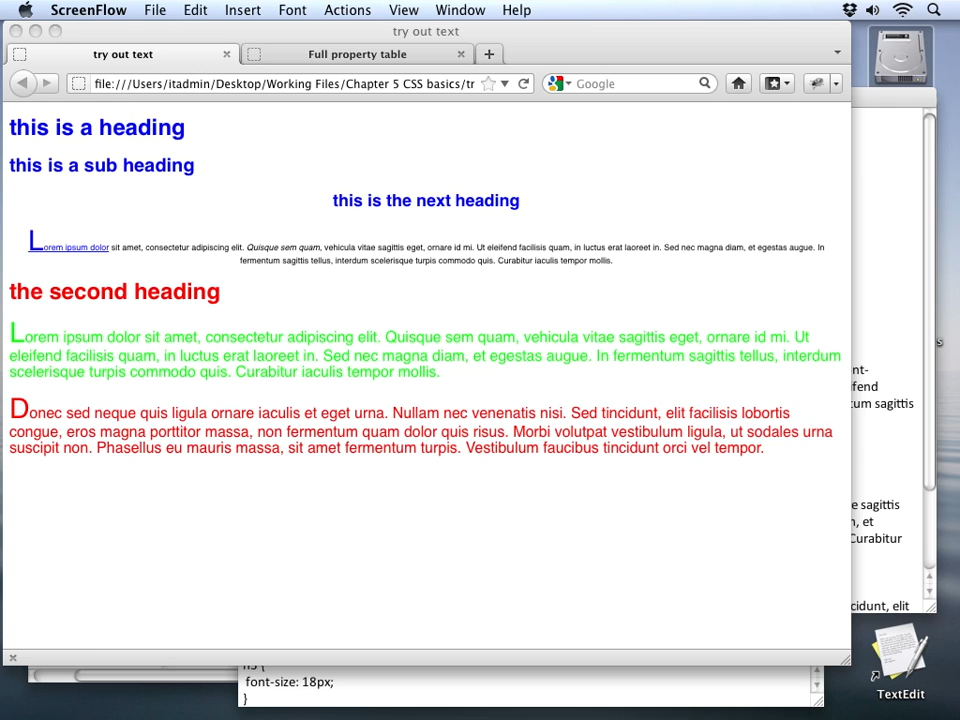 ScreenFlow File Edit Insert Font Actions View Window Help
try out text
try out text
Full property table
file:///Users/itadmin/Desktop/Working Files/Chapter 5 CSS basics/tr
Google
this is a heading
this is a sub heading
this is the next heading
Lorem ipsum dolor sit amet, consectetur adipiscing elit. Quisque sem quam, vehicula vitae sagittis eget, ornare id mi. Ut eleifend facilisis quam, in luctus erat laoreet in. Sed nec magna diam, et egestas augue. In
fermentum sagittis tellus, interdum scelerisque turpis commodo quis. Curabitur iaculis tempor mollis.
the second heading
Lorem ipsum dolor sit amet, consectetur adipiscing elit. Quisque sem quam, vehicula vitae sagittis eget, ornare id mi. Ut
eleifend facilisis quam, in luctus erat laoreet in. Sed nec magna diam, et egestas augue. In fermentum sagittis tellus, interdum
scelerisque turpis commodo quis. Curabitur iaculis tempor mollis.
Donec sed neque quis ligula ornare iaculis et eget urna. Nullam nec venenatis nisi. Sed tincidunt, elit facilisis lobortis
congue, eros magna porttitor massa, non fermentum quam dolor quis risus. Morbi volutpat vestibulum ligula, ut sodales urna
suscipit non. Phasellus eu mauris massa, sit amet fermentum turpis. Vestibulum faucibus tincidunt orci vel tempor.
s
nt-
ifend
tum sagittis
e sagittis
n, et
Curabitur
cidunt, elit
TextEdit
h3 {
font-size: 18px;
}